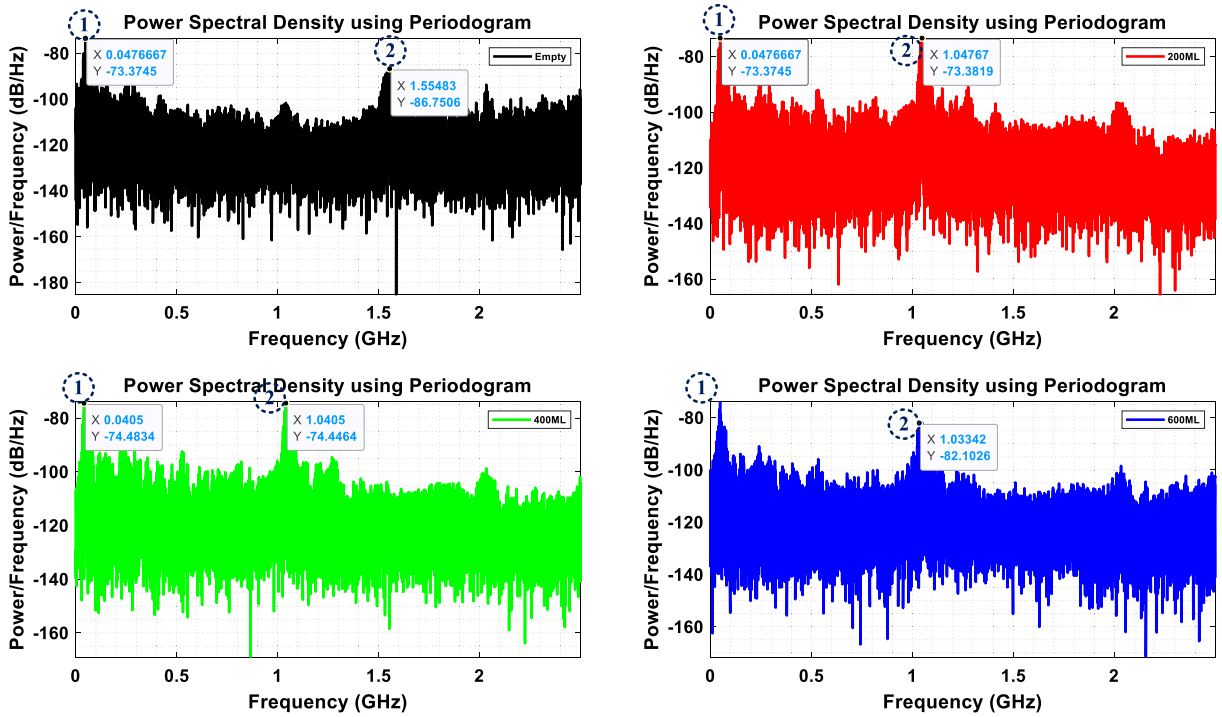 1
Power Spectral Density using Periodogram
Power/Frequency (dB/Hz)
-80
-100
-120
-140
-160
-180
X 0.0476667
Y -73.3745
2
X 1.55483
Y -86.7506
Empty
0 0.5 1 1.5 2
Frequency (GHz)
1
Power Spectral Density using Periodogram
Power/Frequency (dB/Hz)
-80
-100
-120
-140
-160
X 0.0476667
Y -73.3745
2
X 1.04767
Y -73.3819
200ML
0 0.5 1 1.5 2
Frequency (GHz)
1
Power Spectral Density using Periodogram
Power/Frequency (dB/Hz)
-80
-100
-120
-140
-160
X 0.0405
Y -74.4834
2
X 1.0405
Y -74.4464
400ML
0 0.5 1 1.5 2
Frequency (GHz)
1
Power Spectral Density using Periodogram
Power/Frequency (dB/Hz)
-80
-100
-120
-140
-160
2
X 1.03342
Y -82.1026
600ML
0 0.5 1 1.5 2
Frequency (GHz)